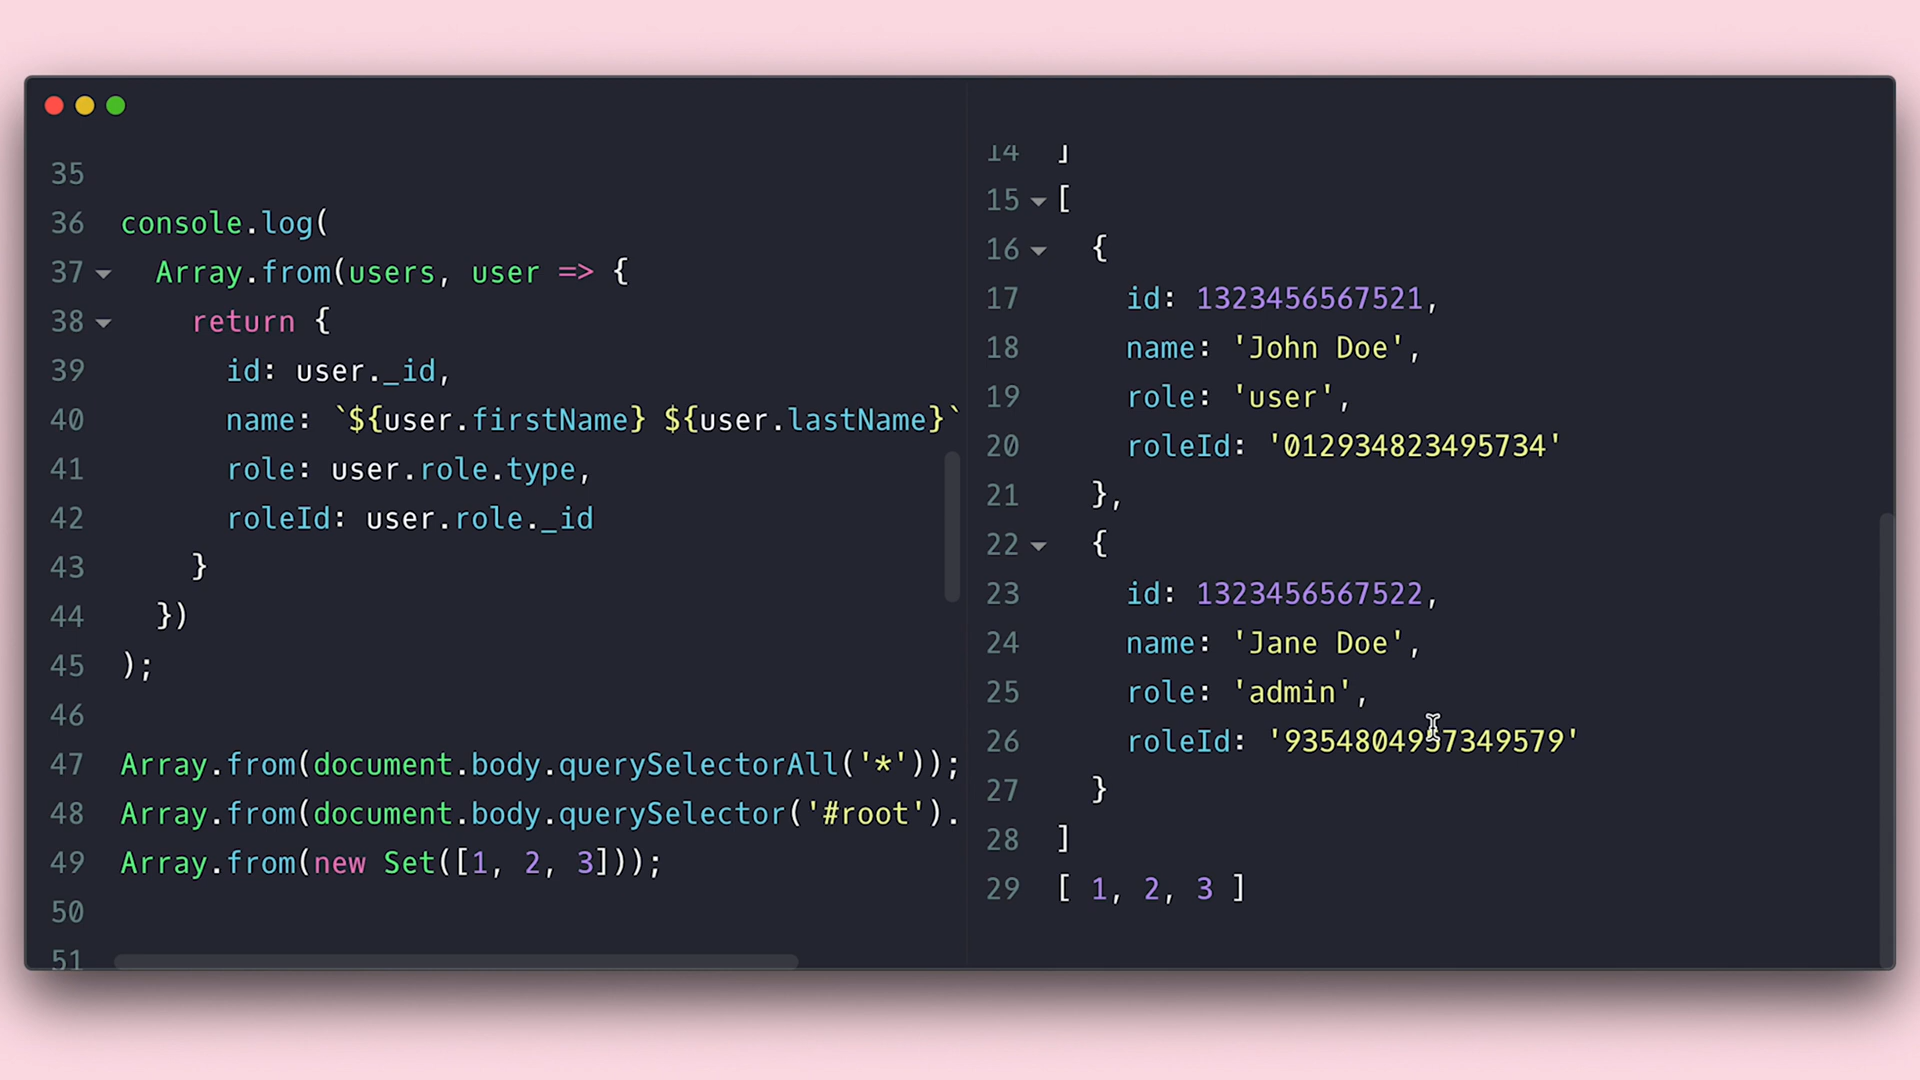 35
36 console.log(
37 Array.from(users, user => {
38 return {
39 id: user._id,
40 name: `${user.firstName} ${user.lastName}`
41 role: user.role.type,
42 roleId: user.role._id
43 }
44 })
45 );
46
47 Array.from(document.body.querySelectorAll('*'));
48 Array.from(document.body.querySelector('#root').
49 Array.from(new Set([1, 2, 3]));
50
51
14 ]
15 [
16 {
17 id: 1323456567521,
18 name: 'John Doe',
19 role: 'user',
20 roleId: '012934823495734'
21 },
22 {
23 id: 1323456567522,
24 name: 'Jane Doe',
25 role: 'admin',
26 roleId: '9354804957349579'
27 }
28 ]
29 [ 1, 2, 3 ]